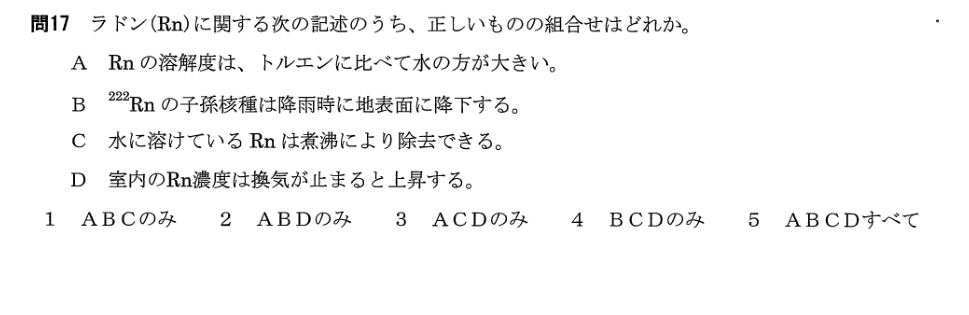 問17 ラドン(Rn)に関する次の記述のうち、正しいものの組合せはどれか。
A Rn の溶解度は、トルエンに比べて水の方が大きい。
B ²²²Rn の子孫核種は降雨時に地表面に降下する。
C 水に溶けている Rn は煮沸により除去できる。
D 室内のRn濃度は換気が止まると上昇する。
1 ABCのみ 2 ABDのみ 3 ACDのみ 4 BCDのみ 5 ABCDすべて